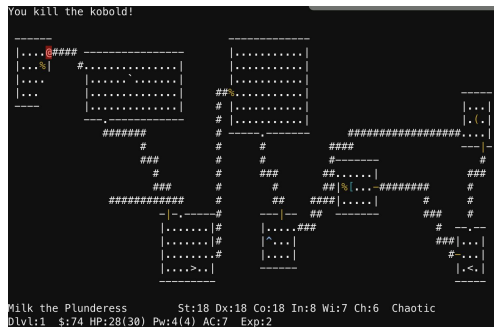 You kill the kobold!
 ------
 |....@#### ---------------- |...........|
 |...%| #.|..............| |...........|
 |.... |......`.......| |...........|
 |... |..............| ##%...........| -----
 ---- |..............| # |...........| |...|
 ---.------------ # |...........| |.(.|
 ####### # -----.------- ##################....|
 # # # #### ---|-
 ### # # #------- #
 # # ### ##......| ###
 ### # # ##|%[...-######## #
 ############ # ## ####|.....| # #
 -|-.-----# ---|-- ## ------- ### #
 |.......|# |.....### # --.--
 |.......|# |^...| ###|...|
 |.......# |....| #-...|
 |....>..| ------ |.<.|
 --------- -----
Milk the Plunderess St:18 Dx:18 Co:18 In:8 Wi:7 Ch:6 Chaotic
Dlvl:1 $:74 HP:28(30) Pw:4(4) AC:7 Exp:2